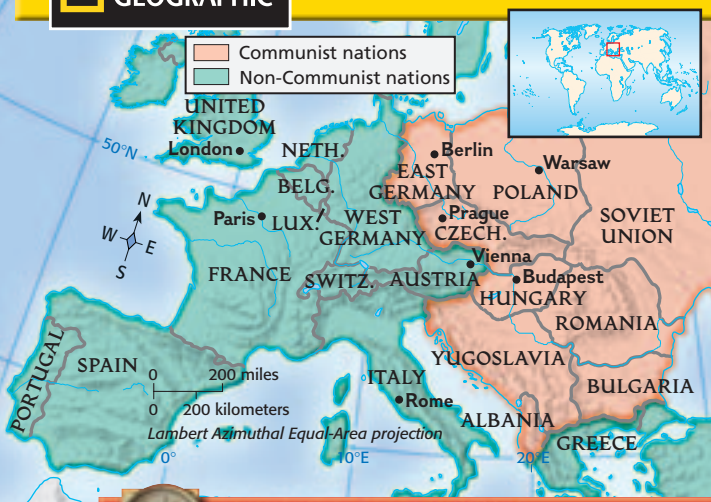 GEOGRAPHIC
Communist nations
Non-Communist nations
UNITED
KINGDOM
London
50°N
NETH.
Berlin
Warsaw
BELG.
EAST
GERMANY
POLAND
N
W
E
S
Paris
LUX.
WEST
GERMANY
Prague
CZECH.
SOVIET
UNION
Vienna
FRANCE
SWITZ.
AUSTRIA
Budapest
HUNGARY
ROMANIA
PORTUGAL
SPAIN
YUGOSLAVIA
0
200 miles
0
200 kilometers
ITALY
Rome
BULGARIA
ALBANIA
Lambert Azimuthal Equal-Area projection
GREECE
0°
10°E
20°E